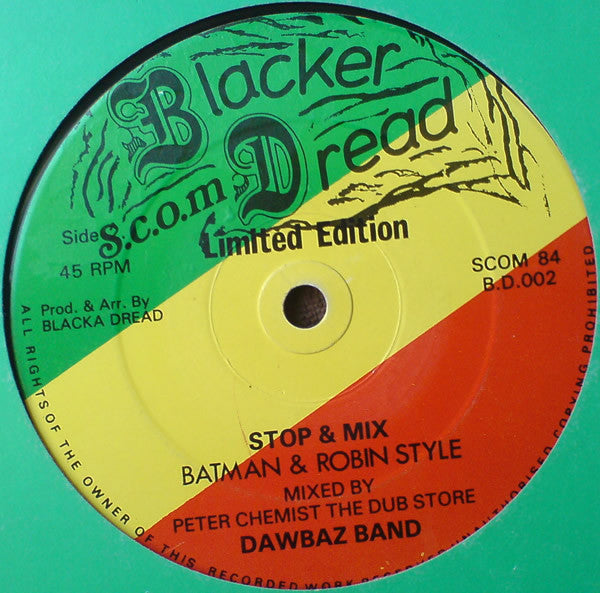 Blacker
Dread
S.c.o.m
Limited Edition
Side
45 RPM
Prod. & Arr. By
BLACKA DREAD
SCOM 84
B.D.002
STOP & MIX
BATMAN & ROBIN STYLE
MIXED BY
PETER CHEMIST THE DUB STORE
DAWBAZ BAND
ALL RIGHTS OF THE OWNER OF THIS RECORDED WORK RESERVED UNAUTHORISED COPYING PROHIBITED